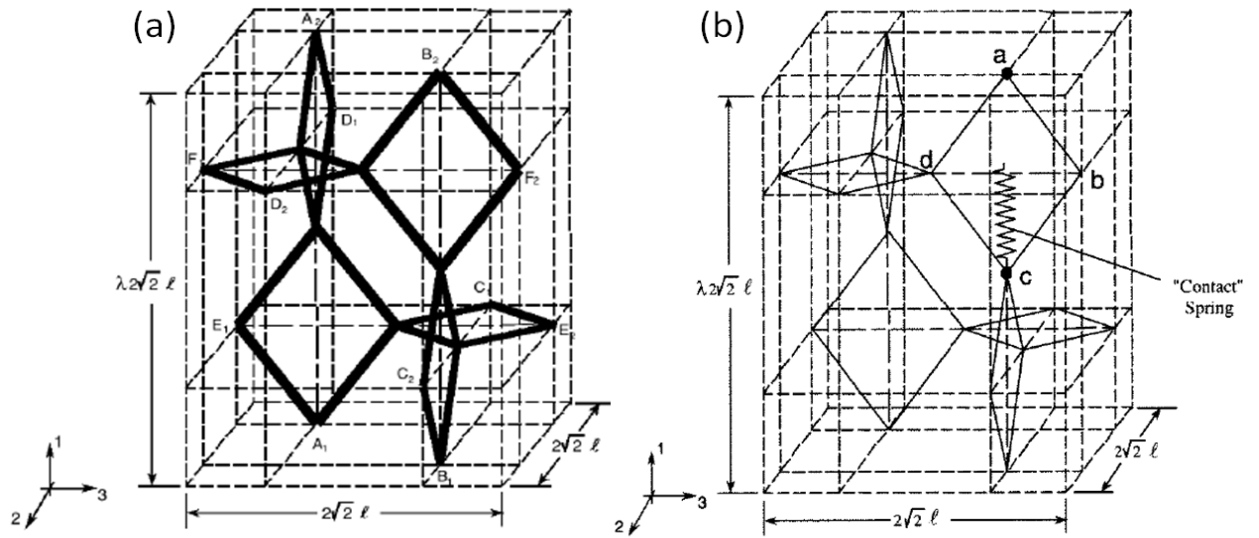 (a)
A2
B2
D1
F
F2
D2
λ2√2 ℓ
C
E1
E2
C2
A1
B1
2√2 ℓ
2√2 ℓ
1
3
2
(b)
a
d
b
λ2√2 ℓ
c
"Contact"
Spring
2√2 ℓ
2√2 ℓ
1
3
2